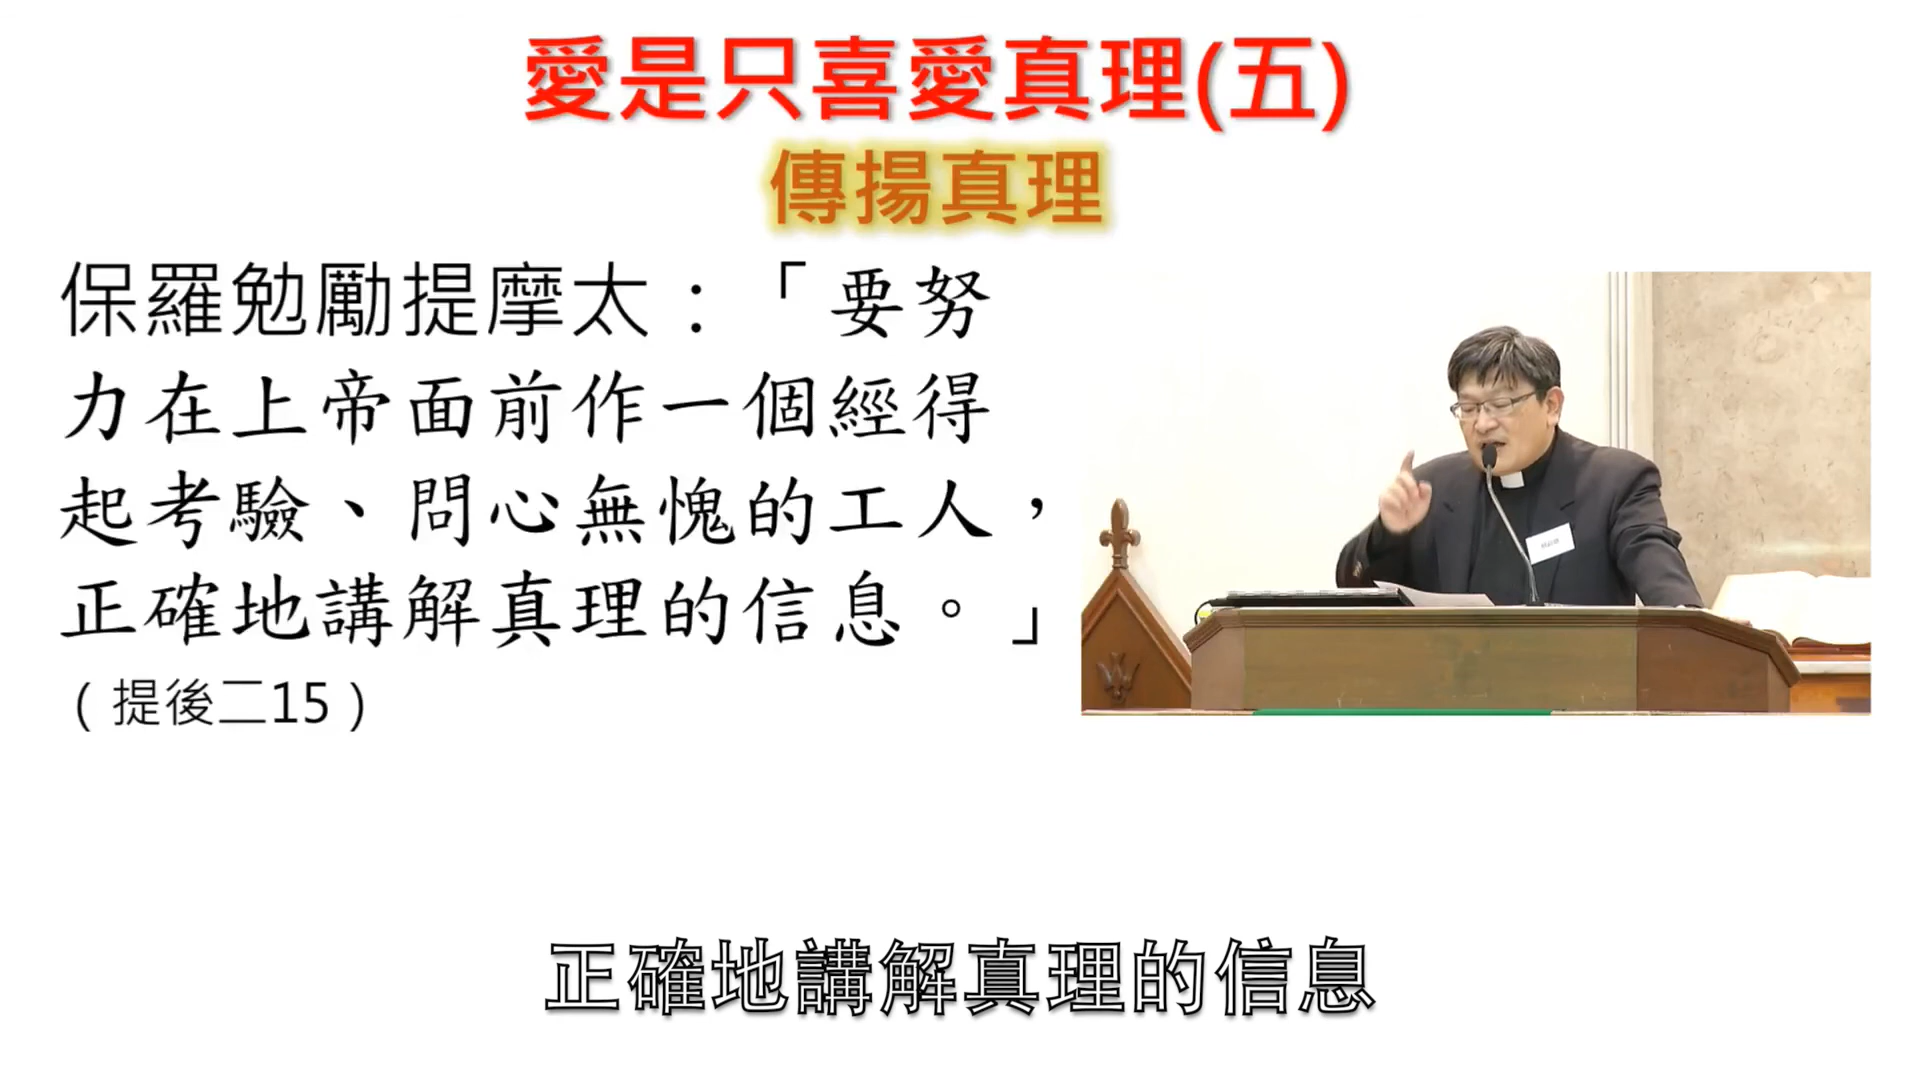 愛是只喜愛真理(五)
傳揚真理
保羅勉勵提摩太：「要努
力在上帝面前作一個經得
起考驗、問心無愧的工人，
正確地講解真理的信息。」
（提後二15）
正確地講解真理的信息